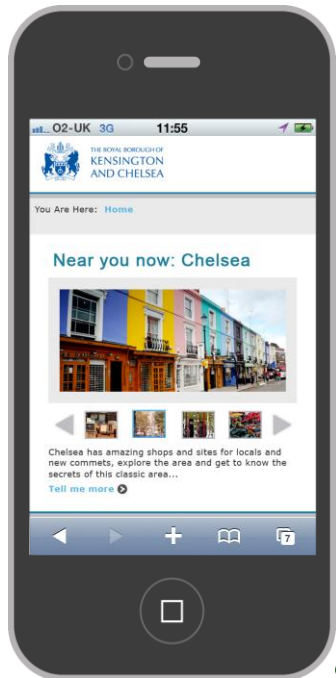 O2-UK 3G 11:55
THE ROYAL BOROUGH OF
KENSINGTON
AND CHELSEA
You Are Here: Home
Near you now: Chelsea
Chelsea has amazing shops and sites for locals and
new commets, explore the area and get to know the
secrets of this classic area...
Tell me more
7